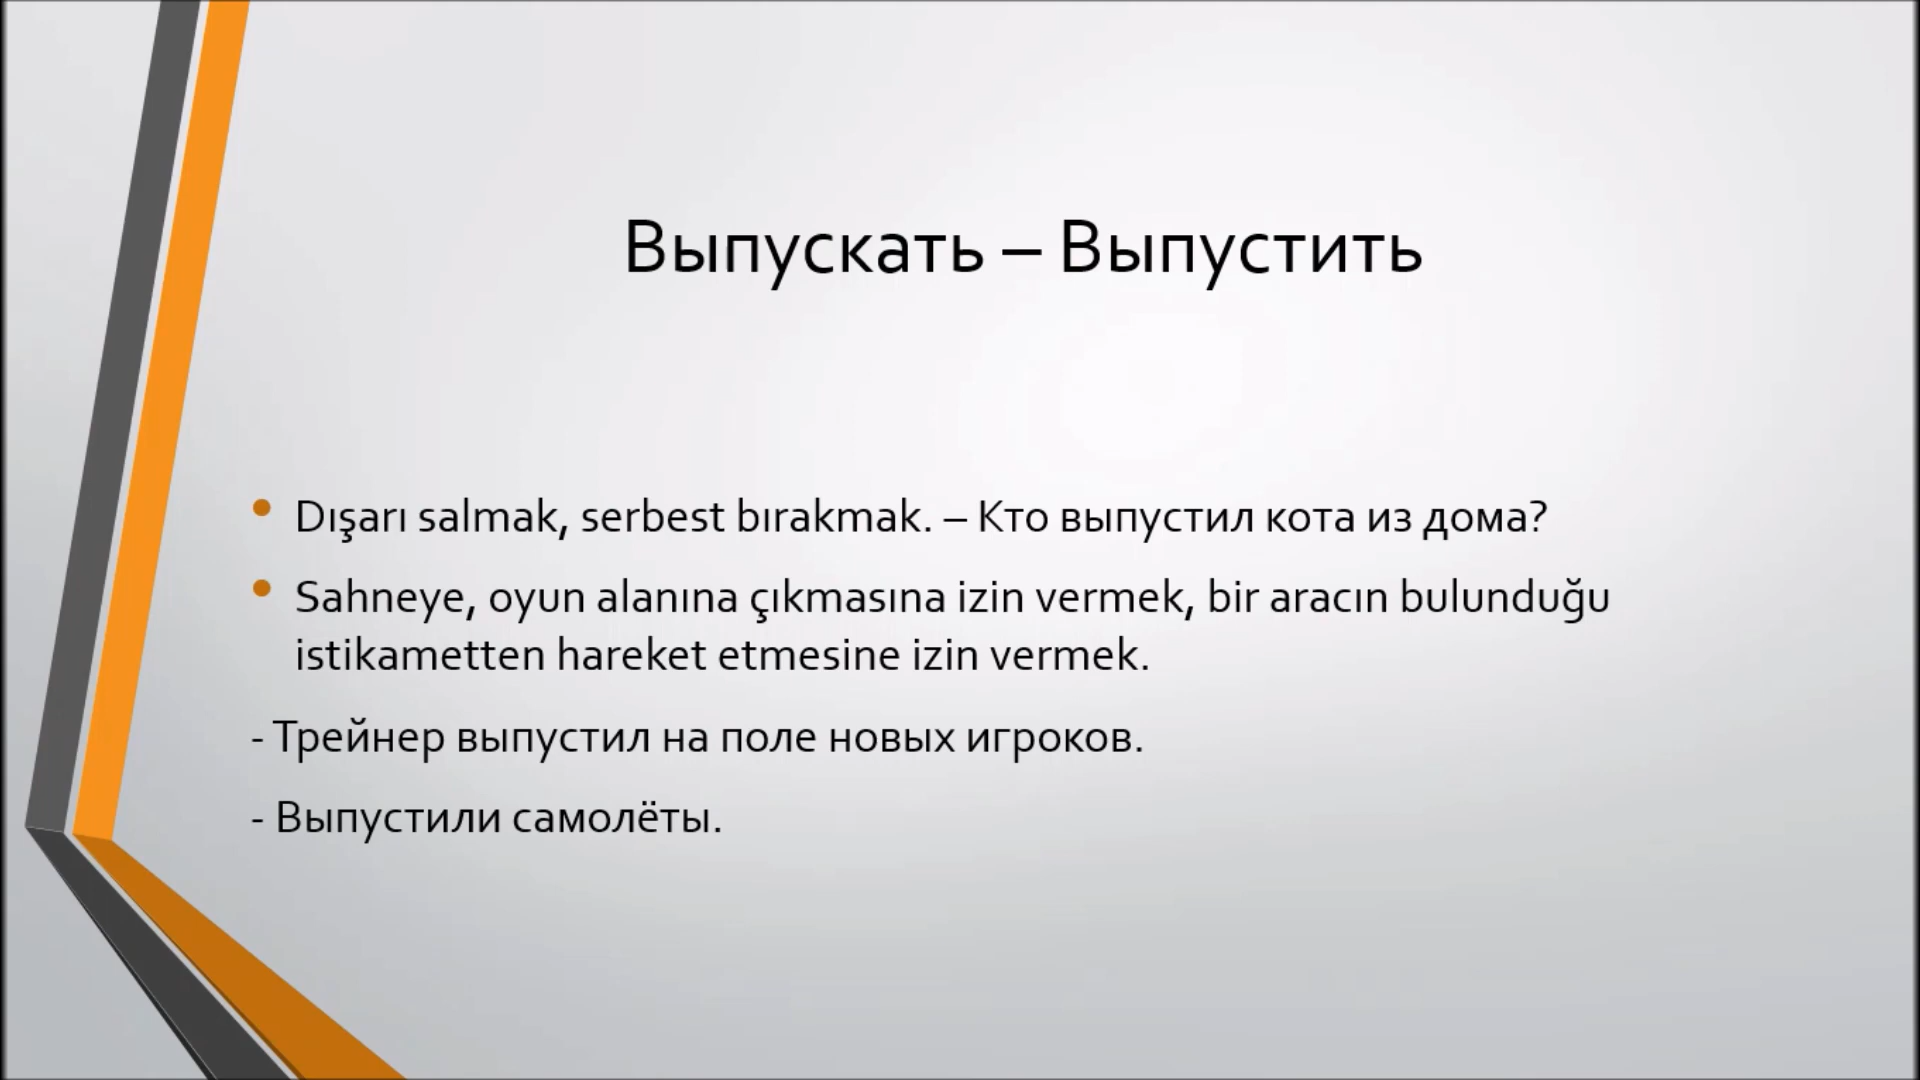 Выпускать – Выпустить
• Dışarı salmak, serbest bırakmak. – Кто выпустил кота из дома?
• Sahneye, oyun alanına çıkmasına izin vermek, bir aracın bulunduğu
istikametten hareket etmesine izin vermek.
- Трейнер выпустил на поле новых игроков.
- Выпустили самолёты.